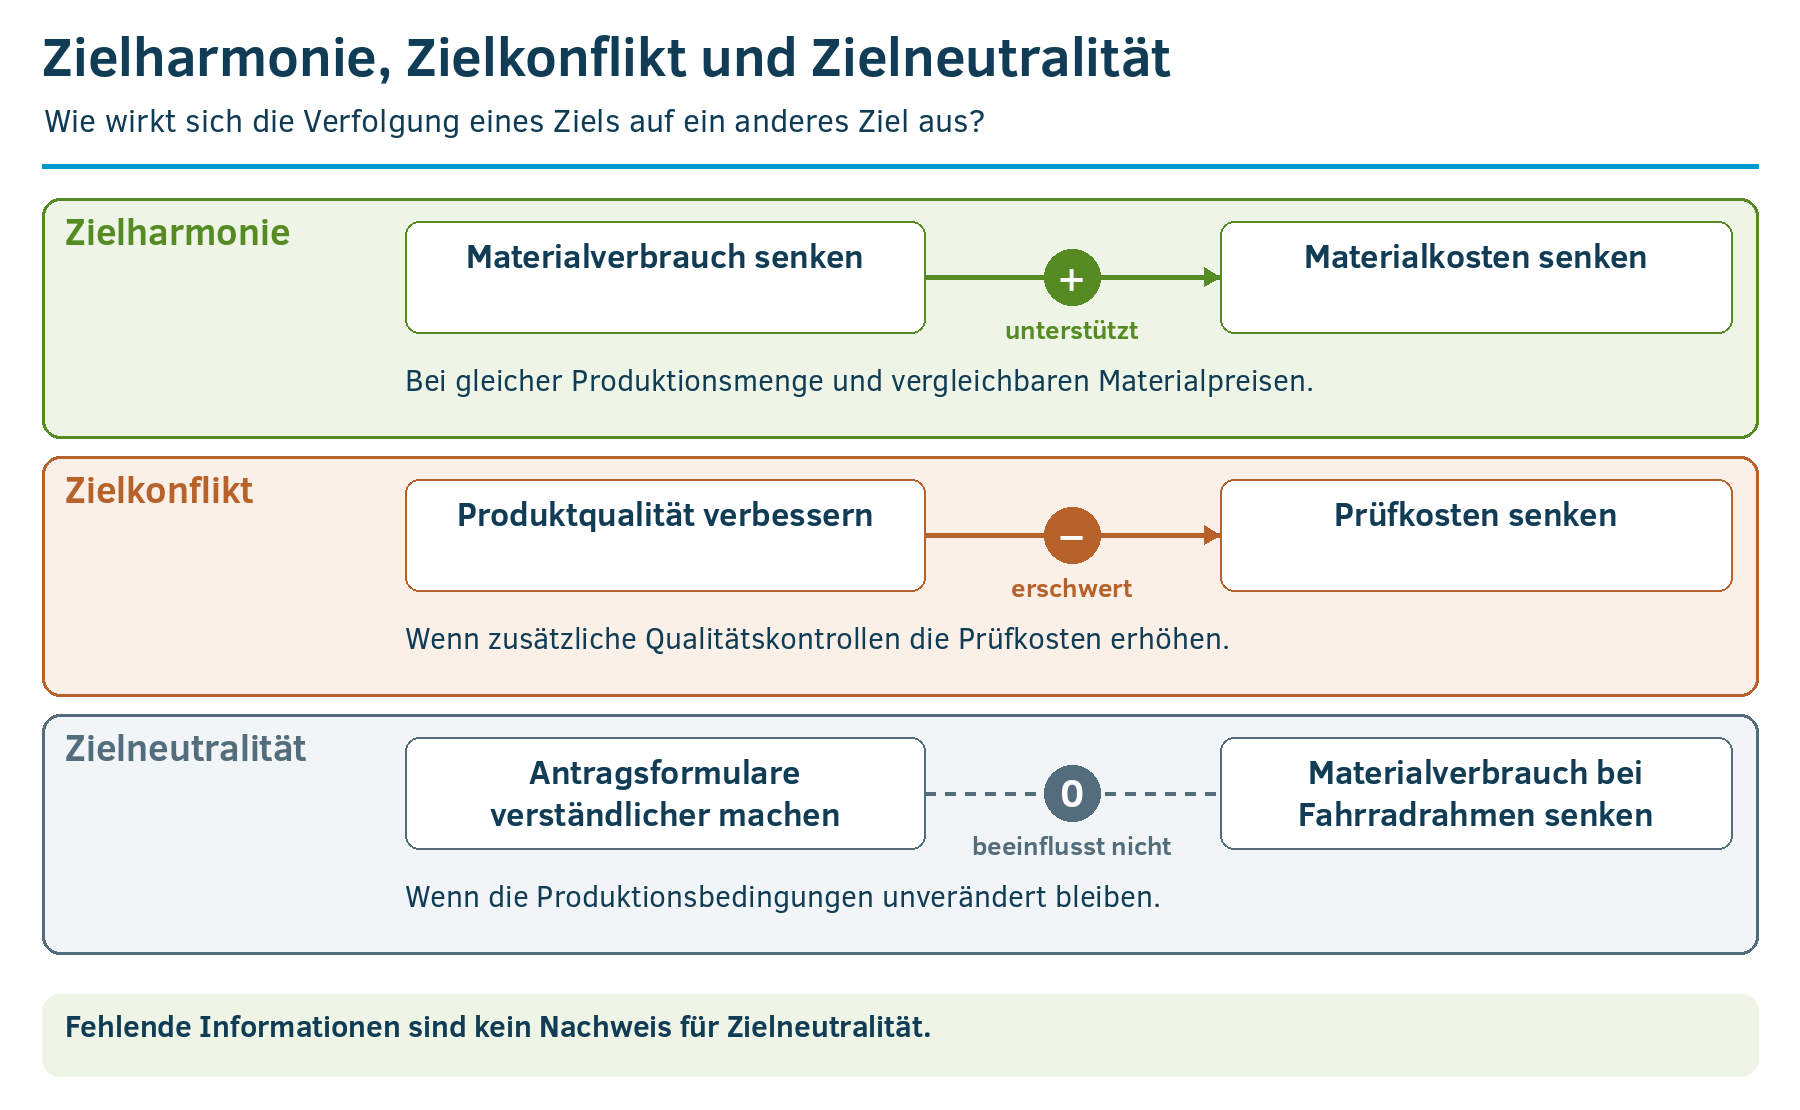 Zielharmonie, Zielkonflikt und Zielneutralität
Wie wirkt sich die Verfolgung eines Ziels auf ein anderes Ziel aus?
Zielharmonie
Materialverbrauch senken
+
unterstützt
Materialkosten senken
Bei gleicher Produktionsmenge und vergleichbaren Materialpreisen.
Zielkonflikt
Produktqualität verbessern
–
erschwert
Prüfkosten senken
Wenn zusätzliche Qualitätskontrollen die Prüfkosten erhöhen.
Zielneutralität
Antragsformulare
verständlicher machen
0
beeinflusst nicht
Materialverbrauch bei
Fahrradrahmen senken
Wenn die Produktionsbedingungen unverändert bleiben.
Fehlende Informationen sind kein Nachweis für Zielneutralität.